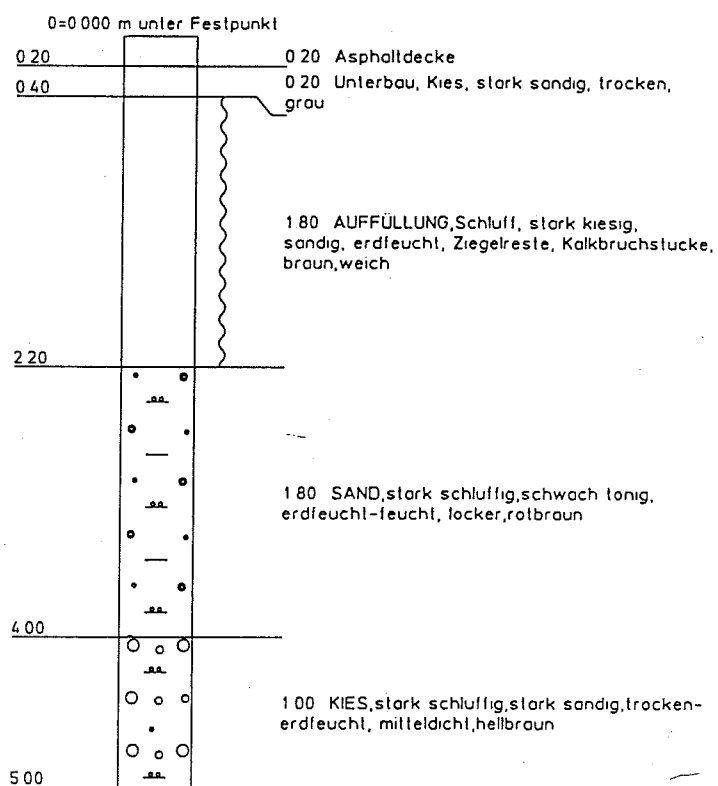 0=0 000 m unter Festpunkt
0 20
0 20 Asphaltdecke
0 40
0 20 Unterbau, Kies, stark sandig, trocken,
grau
1 80 AUFFÜLLUNG,Schluff, stark kiesig,
sandig, erdfeucht, Ziegelreste, Kalkbruchstucke,
braun,weich
2 20
1 80 SAND,stark schluffig,schwach tonig,
erdfeucht-feucht, locker,rotbraun
4 00
1 00 KIES,stark schluffig,stark sandig,trocken-
erdfeucht, mitteldicht,hellbraun
5 00